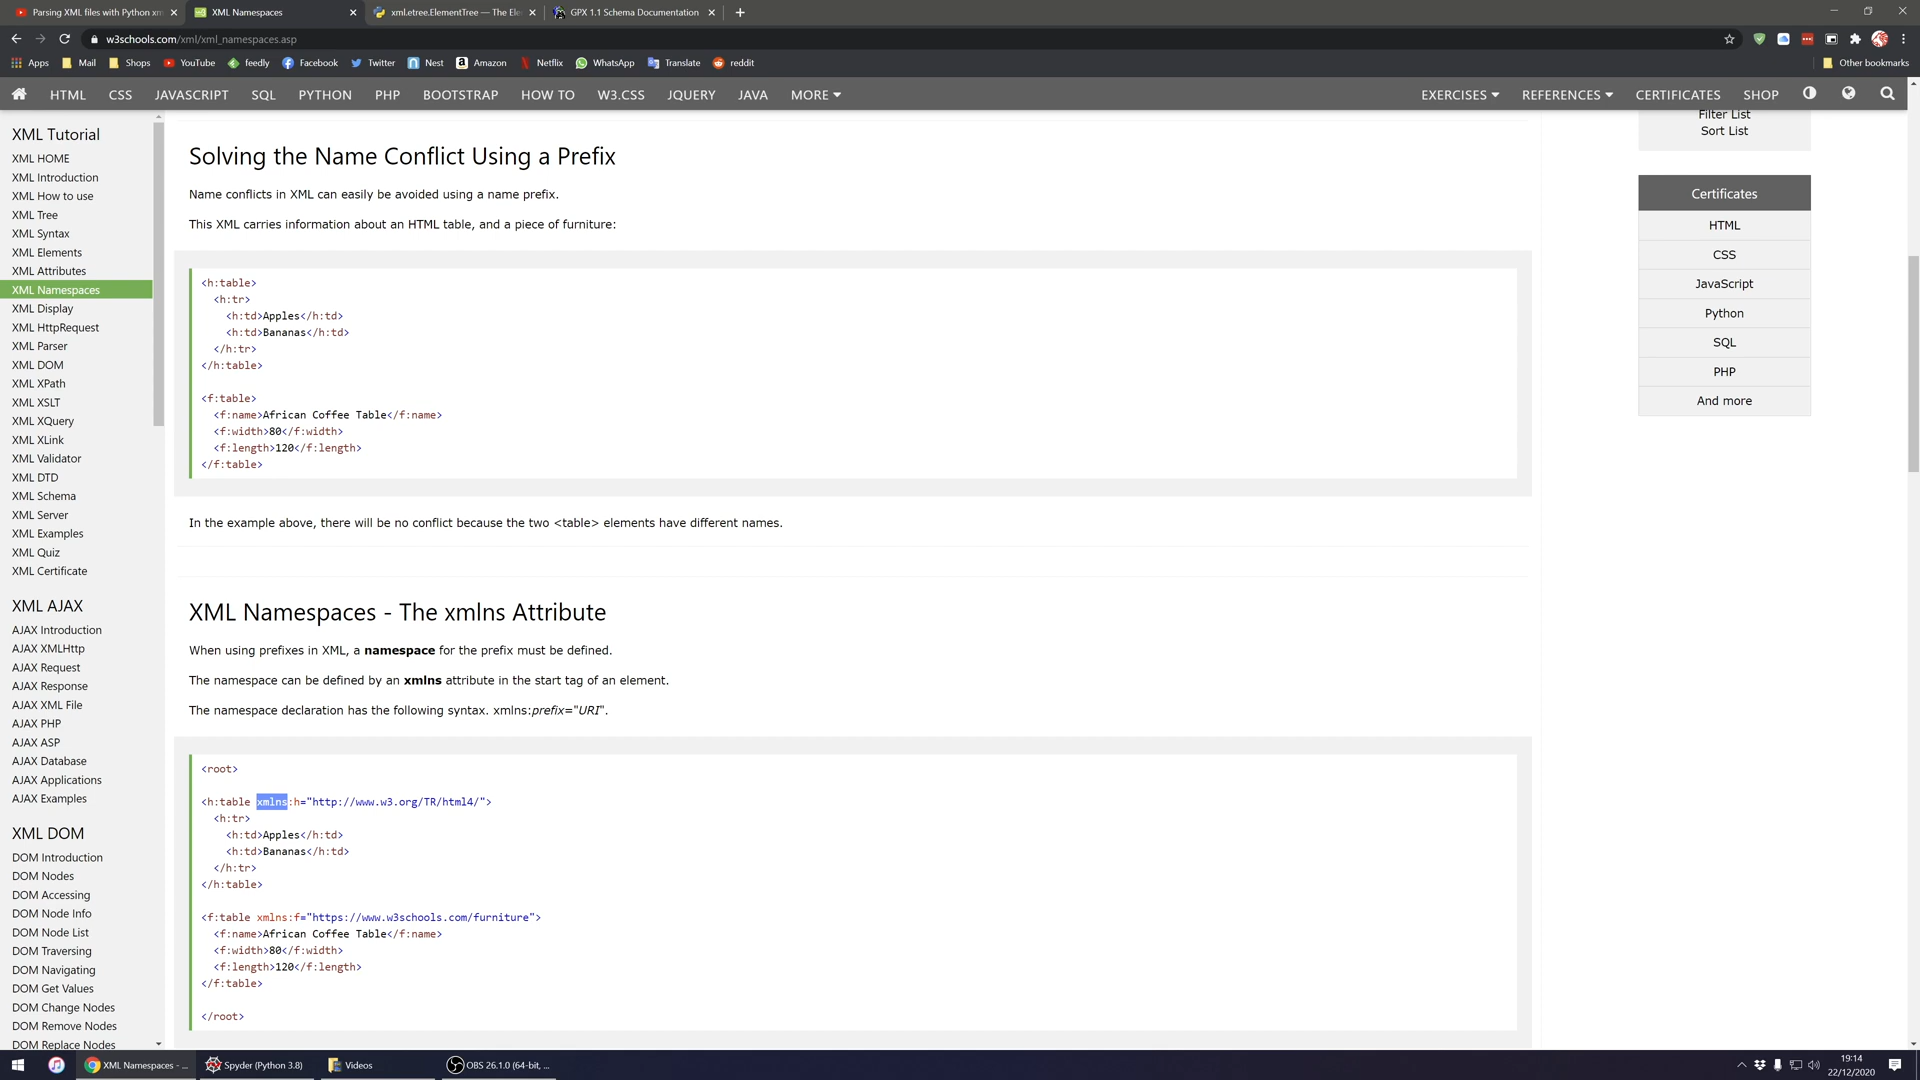 Parsing XML files with Python xm
XML Namespaces
xml.etree.ElementTree — The Ele
GPX 1.1 Schema Documentation
w3schools.com/xml/xml_namespaces.asp
Apps
Mail
Shops
YouTube
feedly
Facebook
Twitter
Nest
Amazon
Netflix
WhatsApp
Translate
reddit
Other bookmarks
HTML
CSS
JAVASCRIPT
SQL
PYTHON
PHP
BOOTSTRAP
HOW TO
W3.CSS
JQUERY
JAVA
MORE
EXERCISES
REFERENCES
CERTIFICATES
SHOP
XML Tutorial
XML HOME
XML Introduction
XML How to use
XML Tree
XML Syntax
XML Elements
XML Attributes
XML Namespaces
XML Display
XML HttpRequest
XML Parser
XML DOM
XML XPath
XML XSLT
XML XQuery
XML XLink
XML Validator
XML DTD
XML Schema
XML Server
XML Examples
XML Quiz
XML Certificate
XML AJAX
AJAX Introduction
AJAX XMLHttp
AJAX Request
AJAX Response
AJAX XML File
AJAX PHP
AJAX ASP
AJAX Database
AJAX Applications
AJAX Examples
XML DOM
DOM Introduction
DOM Nodes
DOM Accessing
DOM Node Info
DOM Node List
DOM Traversing
DOM Navigating
DOM Get Values
DOM Change Nodes
DOM Remove Nodes
DOM Replace Nodes
Solving the Name Conflict Using a Prefix
Name conflicts in XML can easily be avoided using a name prefix.
This XML carries information about an HTML table, and a piece of furniture:
<h:table>
<h:tr>
<h:td>Apples</h:td>
<h:td>Bananas</h:td>
</h:tr>
</h:table>
<f:table>
<f:name>African Coffee Table</f:name>
<f:width>80</f:width>
<f:length>120</f:length>
</f:table>
In the example above, there will be no conflict because the two <table> elements have different names.
XML Namespaces - The xmlns Attribute
When using prefixes in XML, a namespace for the prefix must be defined.
The namespace can be defined by an xmlns attribute in the start tag of an element.
The namespace declaration has the following syntax. xmlns:prefix="URI".
<root>
<h:table xmlns:h="http://www.w3.org/TR/html4/">
<h:tr>
<h:td>Apples</h:td>
<h:td>Bananas</h:td>
</h:tr>
</h:table>
<f:table xmlns:f="https://www.w3schools.com/furniture">
<f:name>African Coffee Table</f:name>
<f:width>80</f:width>
<f:length>120</f:length>
</f:table>
</root>
Filter List
Sort List
Certificates
HTML
CSS
JavaScript
Python
SQL
PHP
And more
XML Namespaces - ...
Spyder (Python 3.8)
Videos
OBS 26.1.0 (64-bit, ...
19:14
22/12/2020